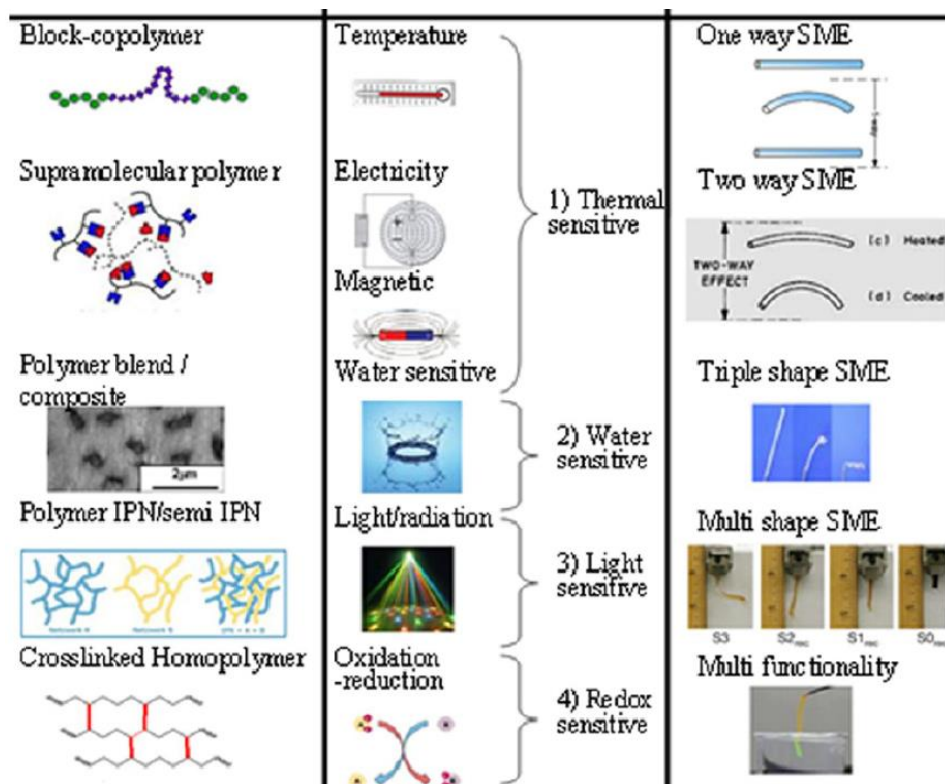 Block-copolymer
Supramolecular polymer
Polymer blend /
composite
2μm
Polymer IPN/semi IPN
Crosslinked Homopolymer
Temperature
Electricity
Magnetic
Water sensitive
Light/radiation
Oxidation
-reduction
1) Thermal
sensitive
2) Water
sensitive
3) Light
sensitive
4) Redox
sensitive
One way SME
1-way
Two way SME
TWO-WAY
EFFECT
(c) Heated
(d) Cooled
Triple shape SME
Multi shape SME
S3 S2rec S1rec S0rec
Multi functionality